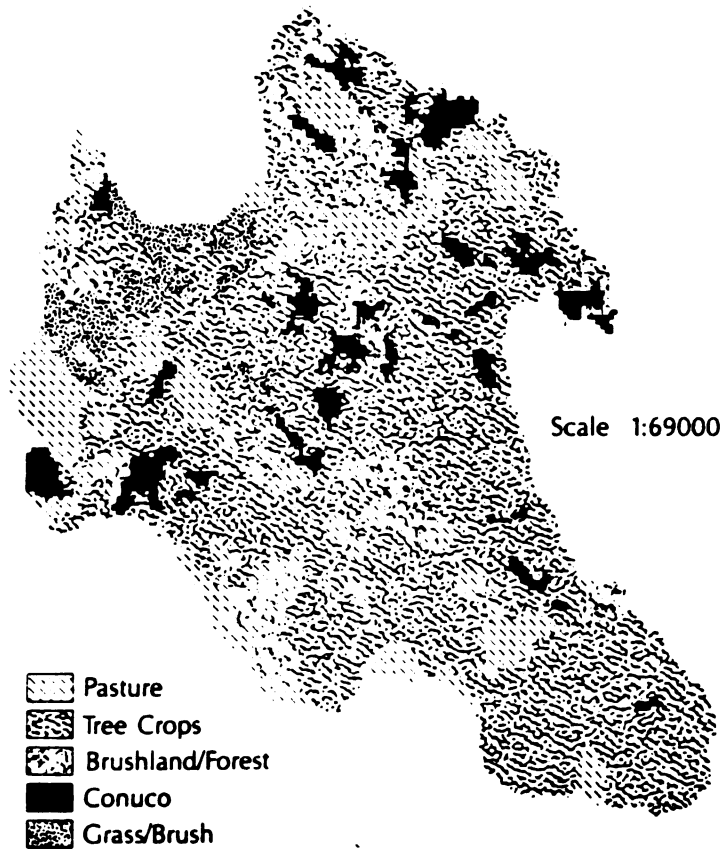 Scale 1:69000
Pasture
Tree Crops
Brushland/Forest
Conuco
Grass/Brush